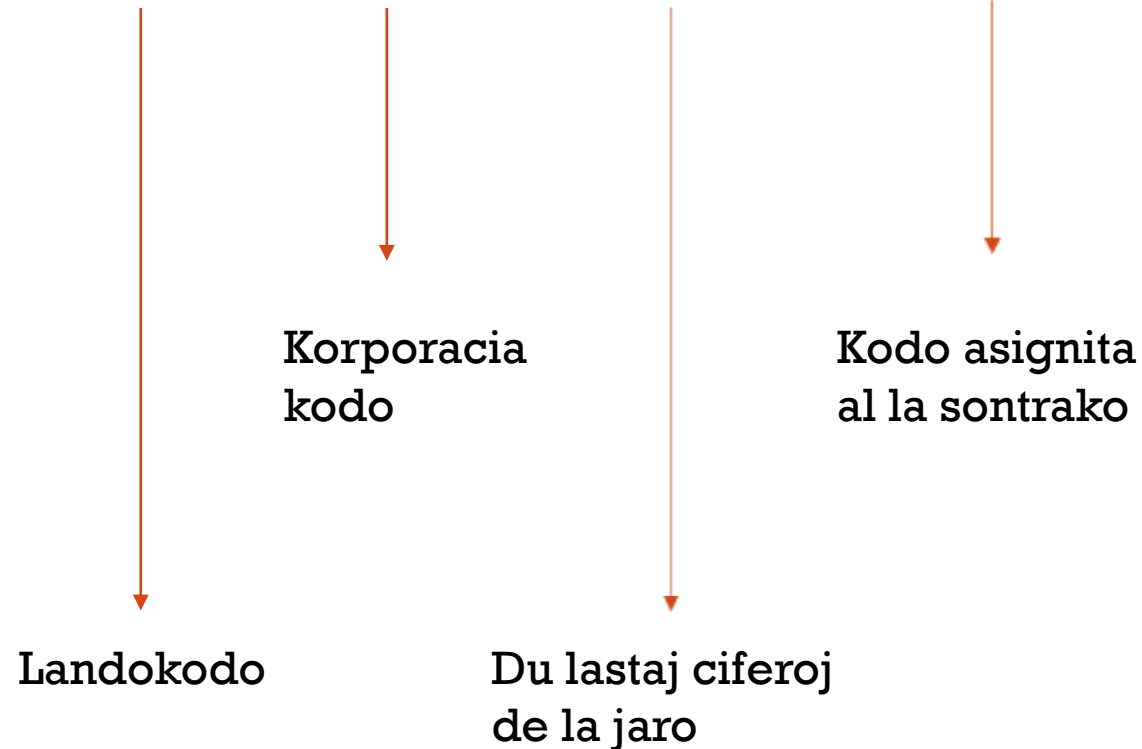 Korporacia
kodo
Kodo asignita
al la sontrako
Landokodo
Du lastaj ciferoj
de la jaro